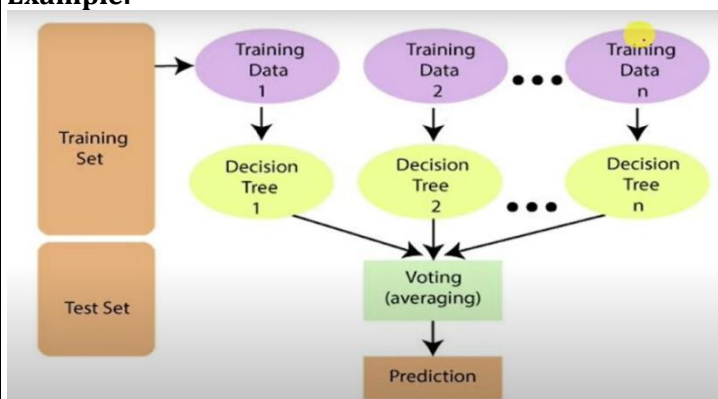 Example:
Training
Data
1
Training
Data
2
Training
Data
n
Training
Set
Decision
Tree
1
Decision
Tree
2
Decision
Tree
n
Test Set
Voting
(averaging)
Prediction